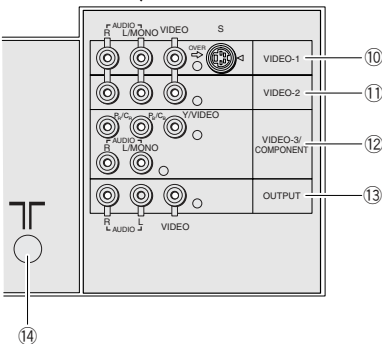 AUDIO
R L/MONO VIDEO S
OVER
VIDEO-1 ⑩
VIDEO-2 ⑪
PR/CR PB/CB Y/VIDEO
AUDIO
R L/MONO
VIDEO-3/
COMPONENT ⑫
OUTPUT ⑬
R L VIDEO
AUDIO
⑭